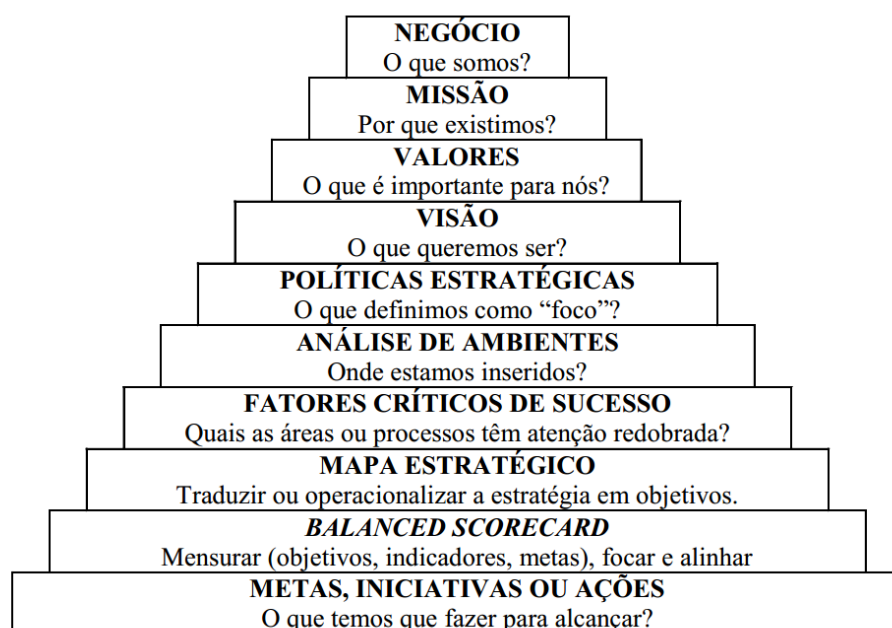 NEGÓCIO
O que somos?
MISSÃO
Por que existimos?
VALORES
O que é importante para nós?
VISÃO
O que queremos ser?
POLÍTICAS ESTRATÉGICAS
O que definimos como “foco”?
ANÁLISE DE AMBIENTES
Onde estamos inseridos?
FATORES CRÍTICOS DE SUCESSO
Quais as áreas ou processos têm atenção redobrada?
MAPA ESTRATÉGICO
Traduzir ou operacionalizar a estratégia em objetivos.
BALANCED SCORECARD
Mensurar (objetivos, indicadores, metas), focar e alinhar
METAS, INICIATIVAS OU AÇÕES
O que temos que fazer para alcançar?